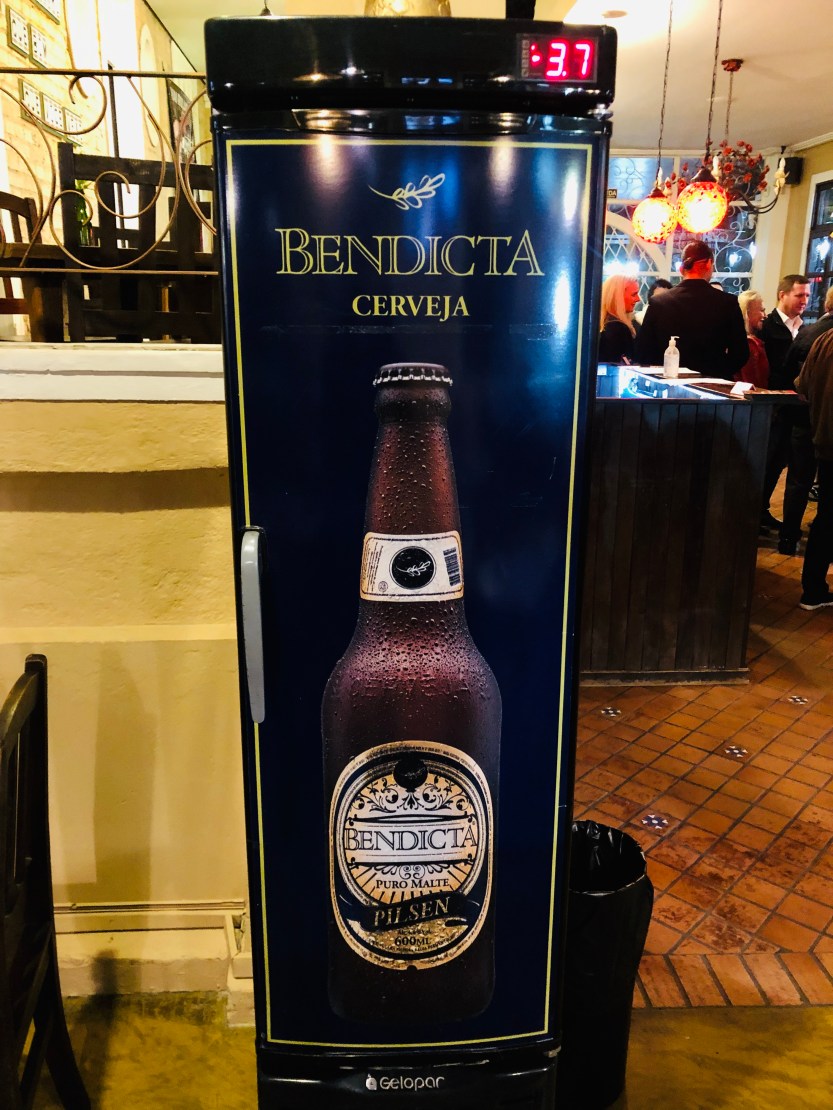 -3.7
BENDICTA
CERVEJA
BENDICTA
PURO MALTE
PILSEN
600ML
Gelopar